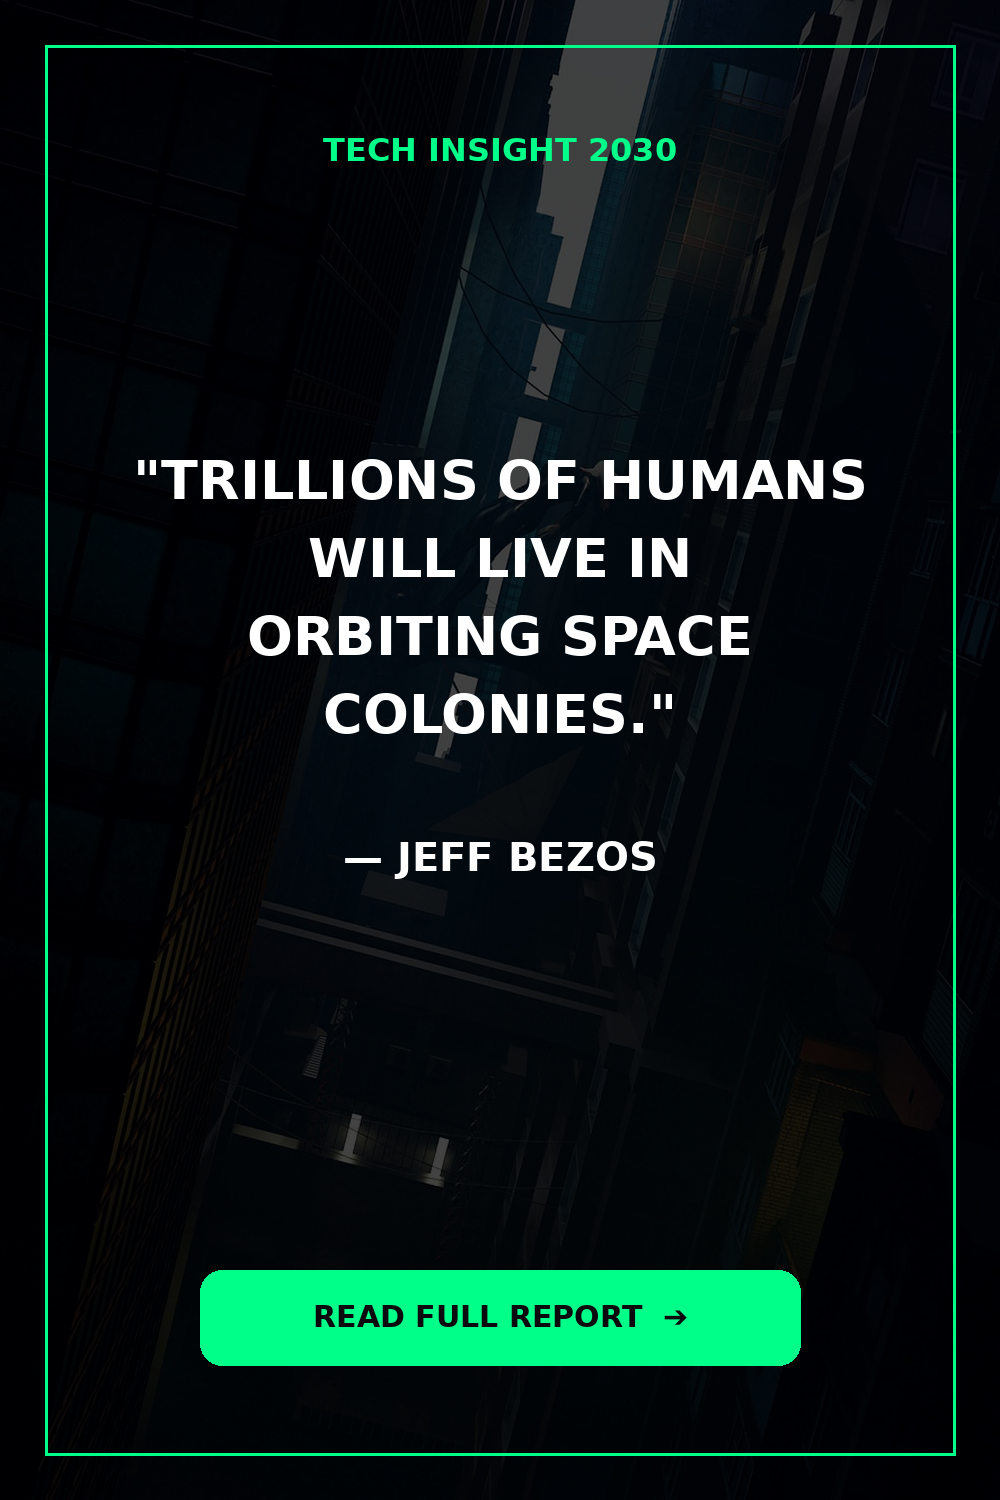 TECH INSIGHT 2030
"TRILLIONS OF HUMANS
WILL LIVE IN
ORBITING SPACE
COLONIES."
— JEFF BEZOS
READ FULL REPORT ➔